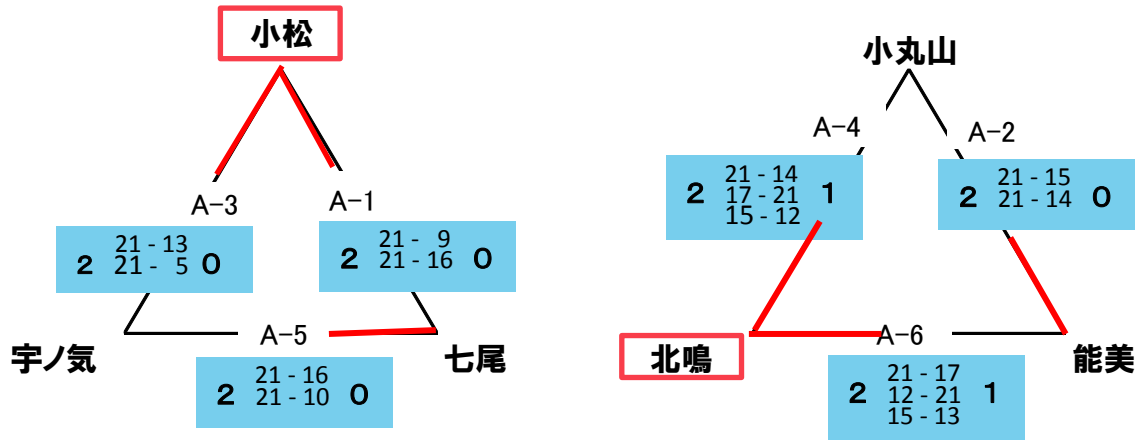 小松
A-3
21 - 13
2 21 - 5 0
A-1
21 - 9
2 21 - 16 0
宇ノ気
A-5
七尾
21 - 16
2 21 - 10 0
小丸山
A-4
21 - 14
2 17 - 21 1
15 - 12
A-2
21 - 15
2 21 - 14 0
北鳴
A-6
能美
21 - 17
2 12 - 21 1
15 - 13